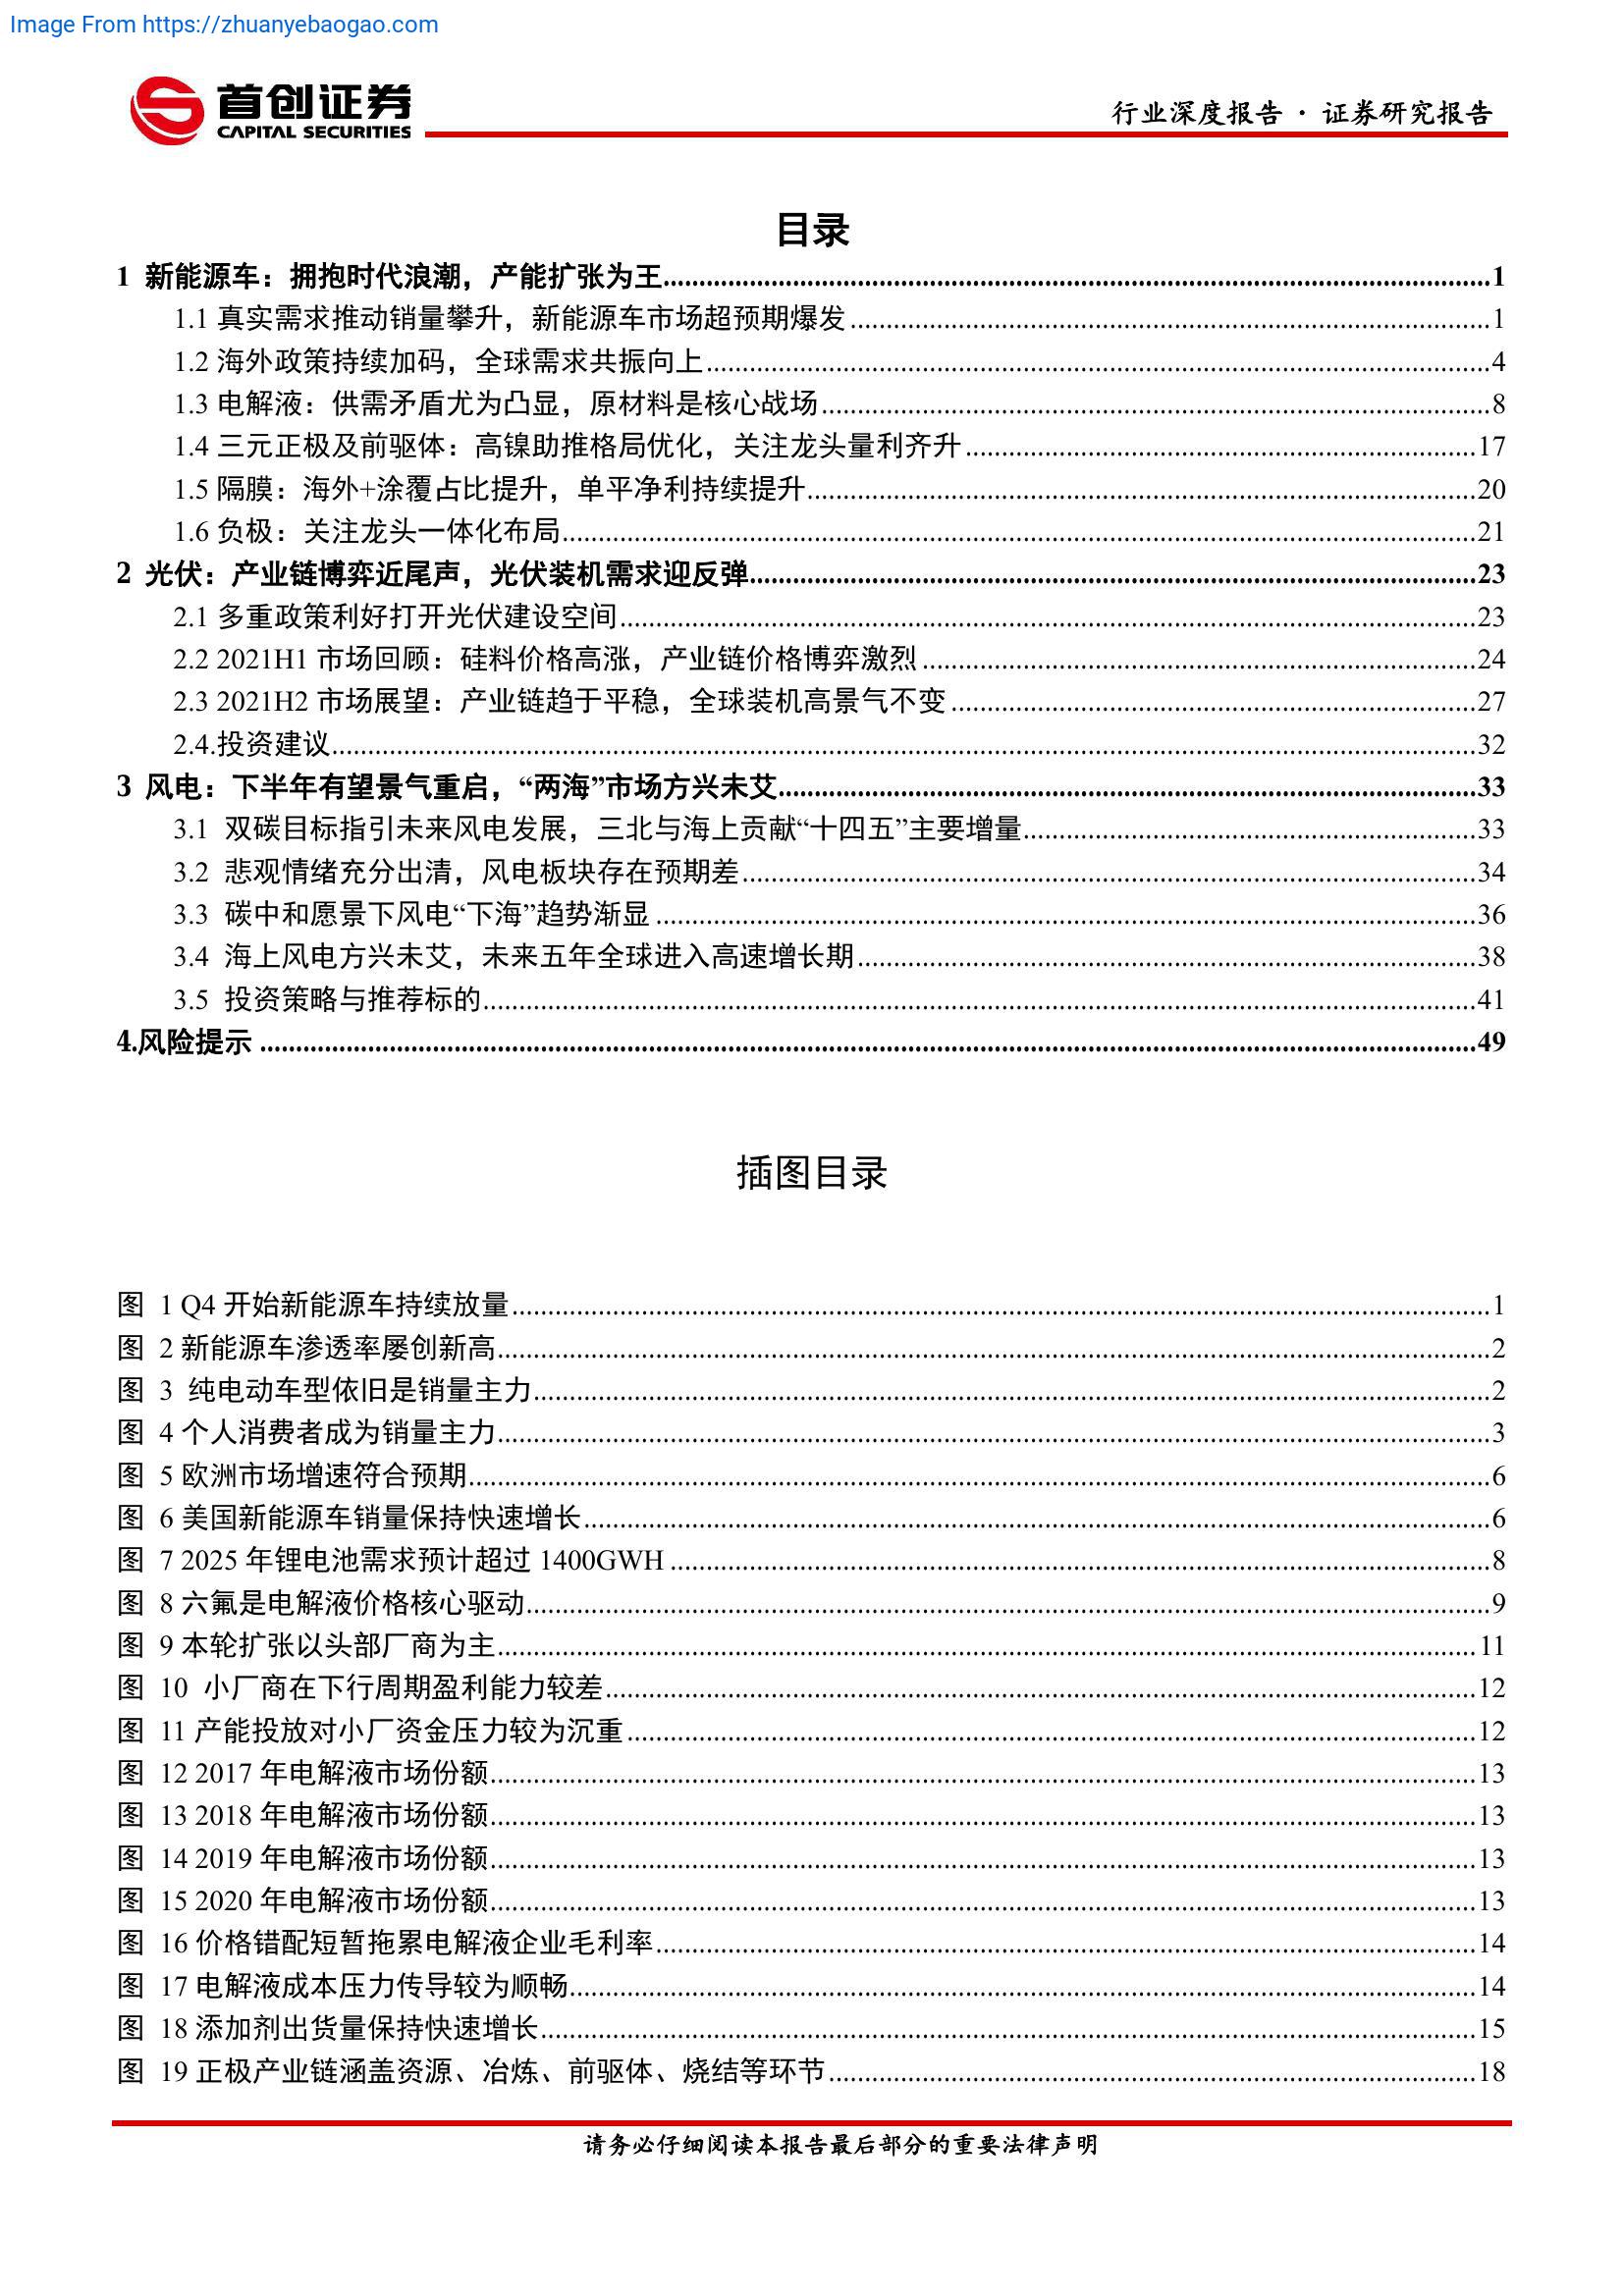 Image From https://zhuanyebaogao.com
首创证券
CAPITAL SECURITIES
行业深度报告 · 证券研究报告
目录
1 新能源车：拥抱时代浪潮，产能扩张为王 1
1.1 真实需求推动销量攀升，新能源车市场超预期爆发 1
1.2 海外政策持续加码，全球需求共振向上 4
1.3 电解液：供需矛盾尤为凸显，原材料是核心战场 8
1.4 三元正极及前驱体：高镍助推格局优化，关注龙头量利齐升 17
1.5 隔膜：海外+涂覆占比提升，单平净利持续提升 20
1.6 负极：关注龙头一体化布局 21
2 光伏：产业链博弈近尾声，光伏装机需求迎反弹 23
2.1 多重政策利好打开光伏建设空间 23
2.2 2021H1 市场回顾：硅料价格高涨，产业链价格博弈激烈 24
2.3 2021H2 市场展望：产业链趋于平稳，全球装机高景气不变 27
2.4.投资建议 32
3 风电：下半年有望景气重启，“两海”市场方兴未艾 33
3.1 双碳目标指引未来风电发展，三北与海上贡献“十四五”主要增量 33
3.2 悲观情绪充分出清，风电板块存在预期差 34
3.3 碳中和愿景下风电“下海”趋势渐显 36
3.4 海上风电方兴未艾，未来五年全球进入高速增长期 38
3.5 投资策略与推荐标的 41
4.风险提示 49
插图目录
图 1 Q4 开始新能源车持续放量 1
图 2 新能源车渗透率屡创新高 2
图 3 纯电动车型依旧是销量主力 2
图 4 个人消费者成为销量主力 3
图 5 欧洲市场增速符合预期 6
图 6 美国新能源车销量保持快速增长 6
图 7 2025 年锂电池需求预计超过 1400GWH 8
图 8 六氟是电解液价格核心驱动 9
图 9 本轮扩张以头部厂商为主 11
图 10 小厂商在下行周期盈利能力较差 12
图 11 产能投放对小厂资金压力较为沉重 12
图 12 2017 年电解液市场份额 13
图 13 2018 年电解液市场份额 13
图 14 2019 年电解液市场份额 13
图 15 2020 年电解液市场份额 13
图 16 价格错配短暂拖累电解液企业毛利率 14
图 17 电解液成本压力传导较为顺畅 14
图 18 添加剂出货量保持快速增长 15
图 19 正极产业链涵盖资源、冶炼、前驱体、烧结等环节 18
请务必仔细阅读本报告最后部分的重要法律声明